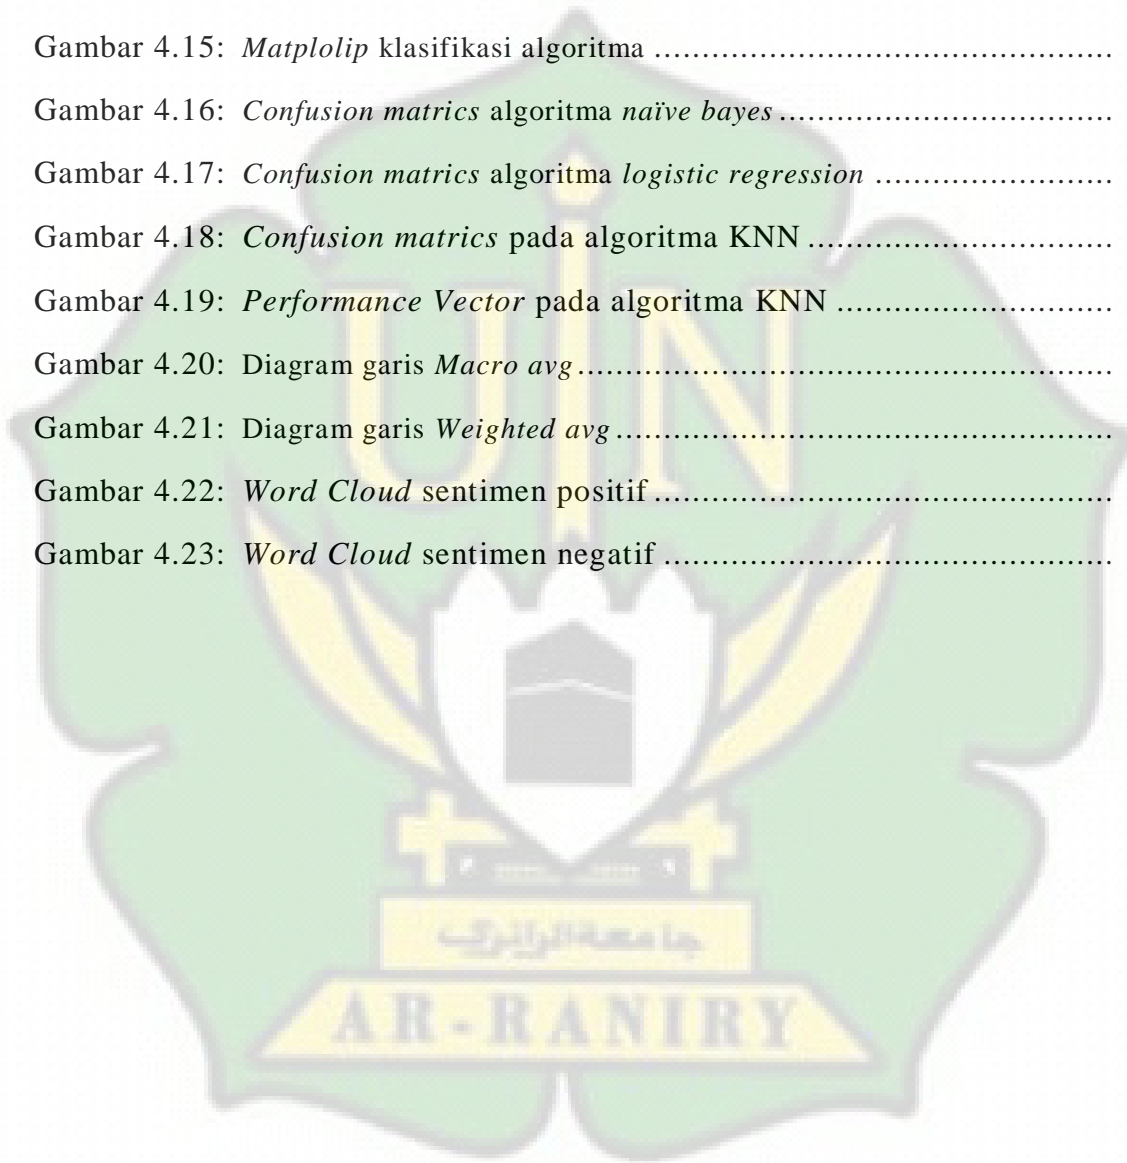 Gambar 4.15: Matplolip klasifikasi algoritma ................................................
Gambar 4.16: Confusion matrics algoritma naïve bayes ...................................
Gambar 4.17: Confusion matrics algoritma logistic regression .........................
Gambar 4.18: Confusion matrics pada algoritma KNN ................................
Gambar 4.19: Performance Vector pada algoritma KNN .............................
Gambar 4.20: Diagram garis Macro avg ........................................................
Gambar 4.21: Diagram garis Weighted avg ....................................................
Gambar 4.22: Word Cloud sentimen positif ................................................
Gambar 4.23: Word Cloud sentimen negatif ...............................................
UIN
جامعة الرانري
AR-RANIRY